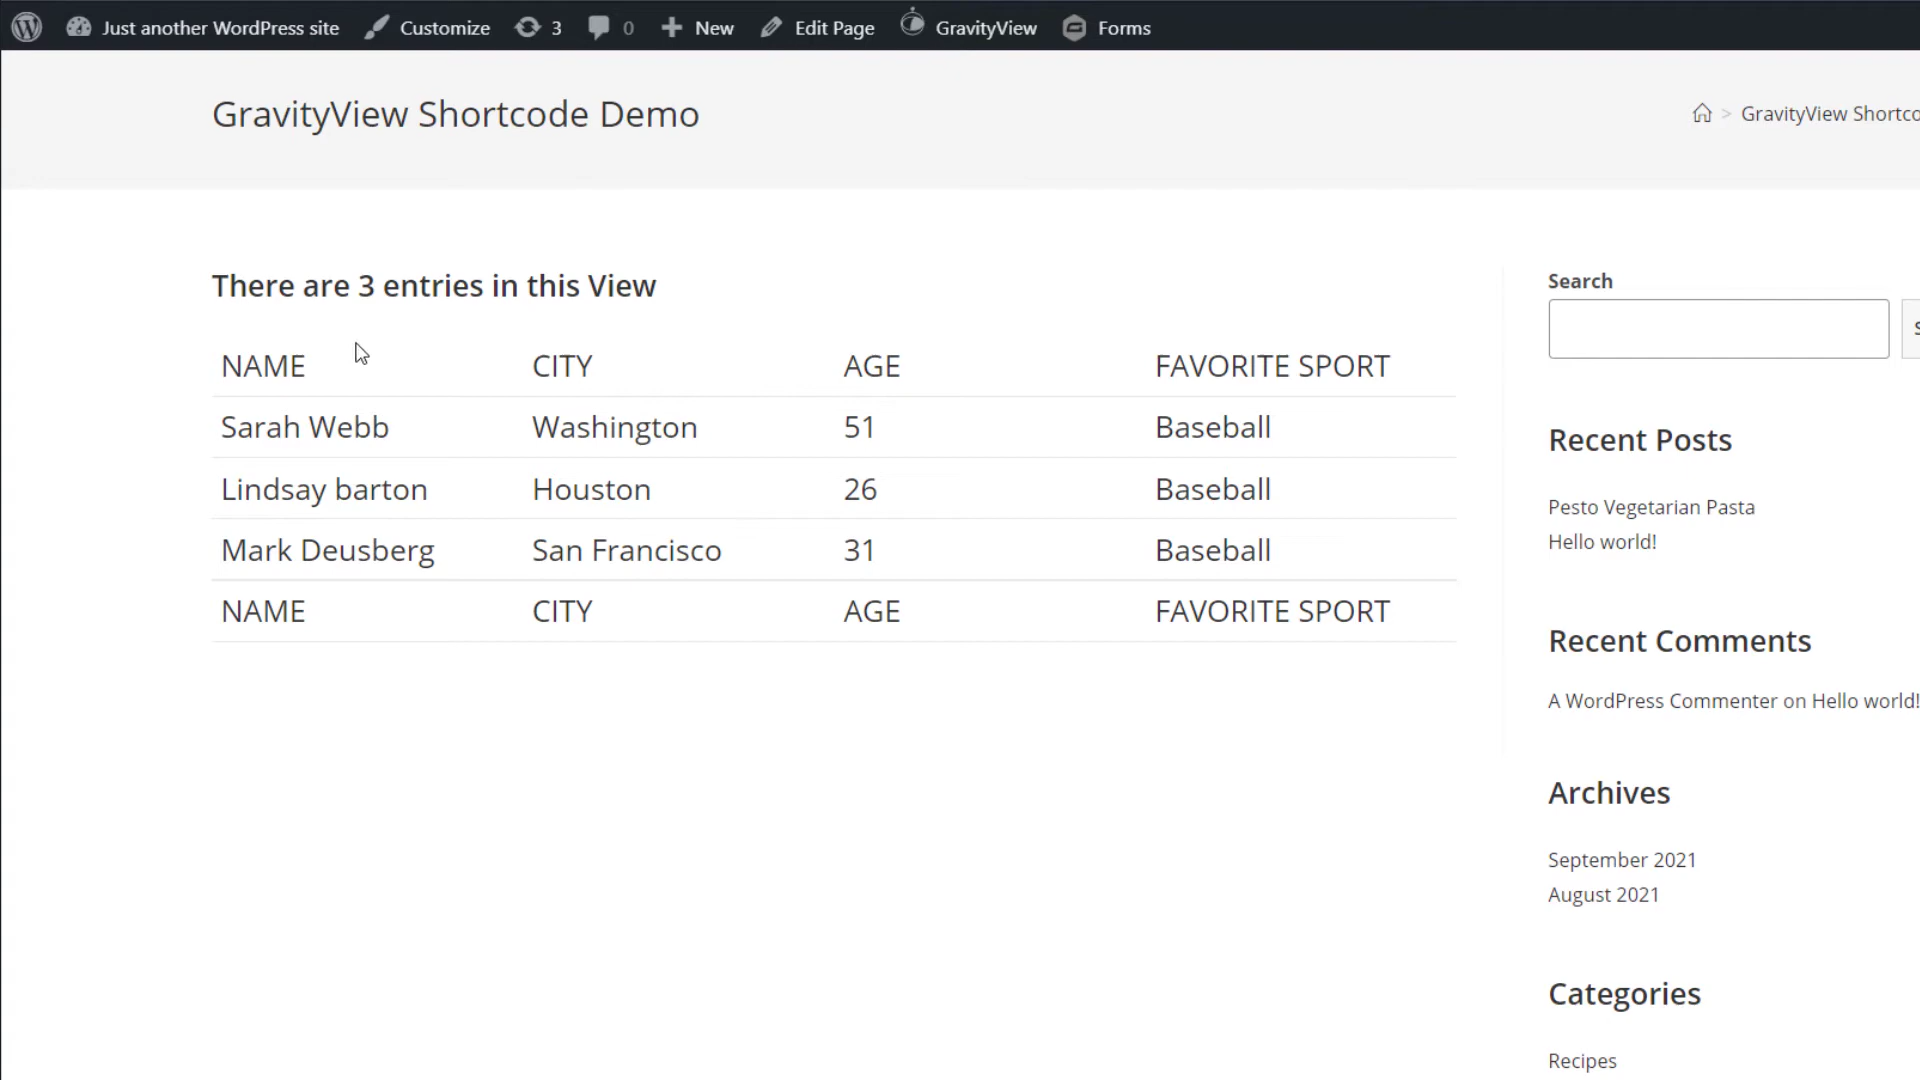 Just another WordPress site Customize 3 0 New Edit Page GravityView Forms
GravityView Shortcode Demo
> GravityView Shortco
There are 3 entries in this View
NAME CITY AGE FAVORITE SPORT
Sarah Webb Washington 51 Baseball
Lindsay barton Houston 26 Baseball
Mark Deusberg San Francisco 31 Baseball
NAME CITY AGE FAVORITE SPORT
Search
Recent Posts
Pesto Vegetarian Pasta
Hello world!
Recent Comments
A WordPress Commenter on Hello world!
Archives
September 2021
August 2021
Categories
Recipes